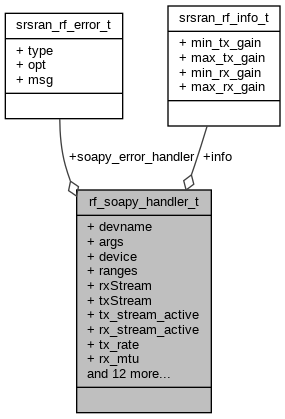 srsran_rf_error_t
+ type
+ opt
+ msg
srsran_rf_info_t
+ min_tx_gain
+ max_tx_gain
+ min_rx_gain
+ max_rx_gain
+soapy_error_handler
+info
rf_soapy_handler_t
+ devname
+ args
+ device
+ ranges
+ rxStream
+ txStream
+ tx_stream_active
+ rx_stream_active
+ tx_rate
+ rx_mtu
and 12 more...